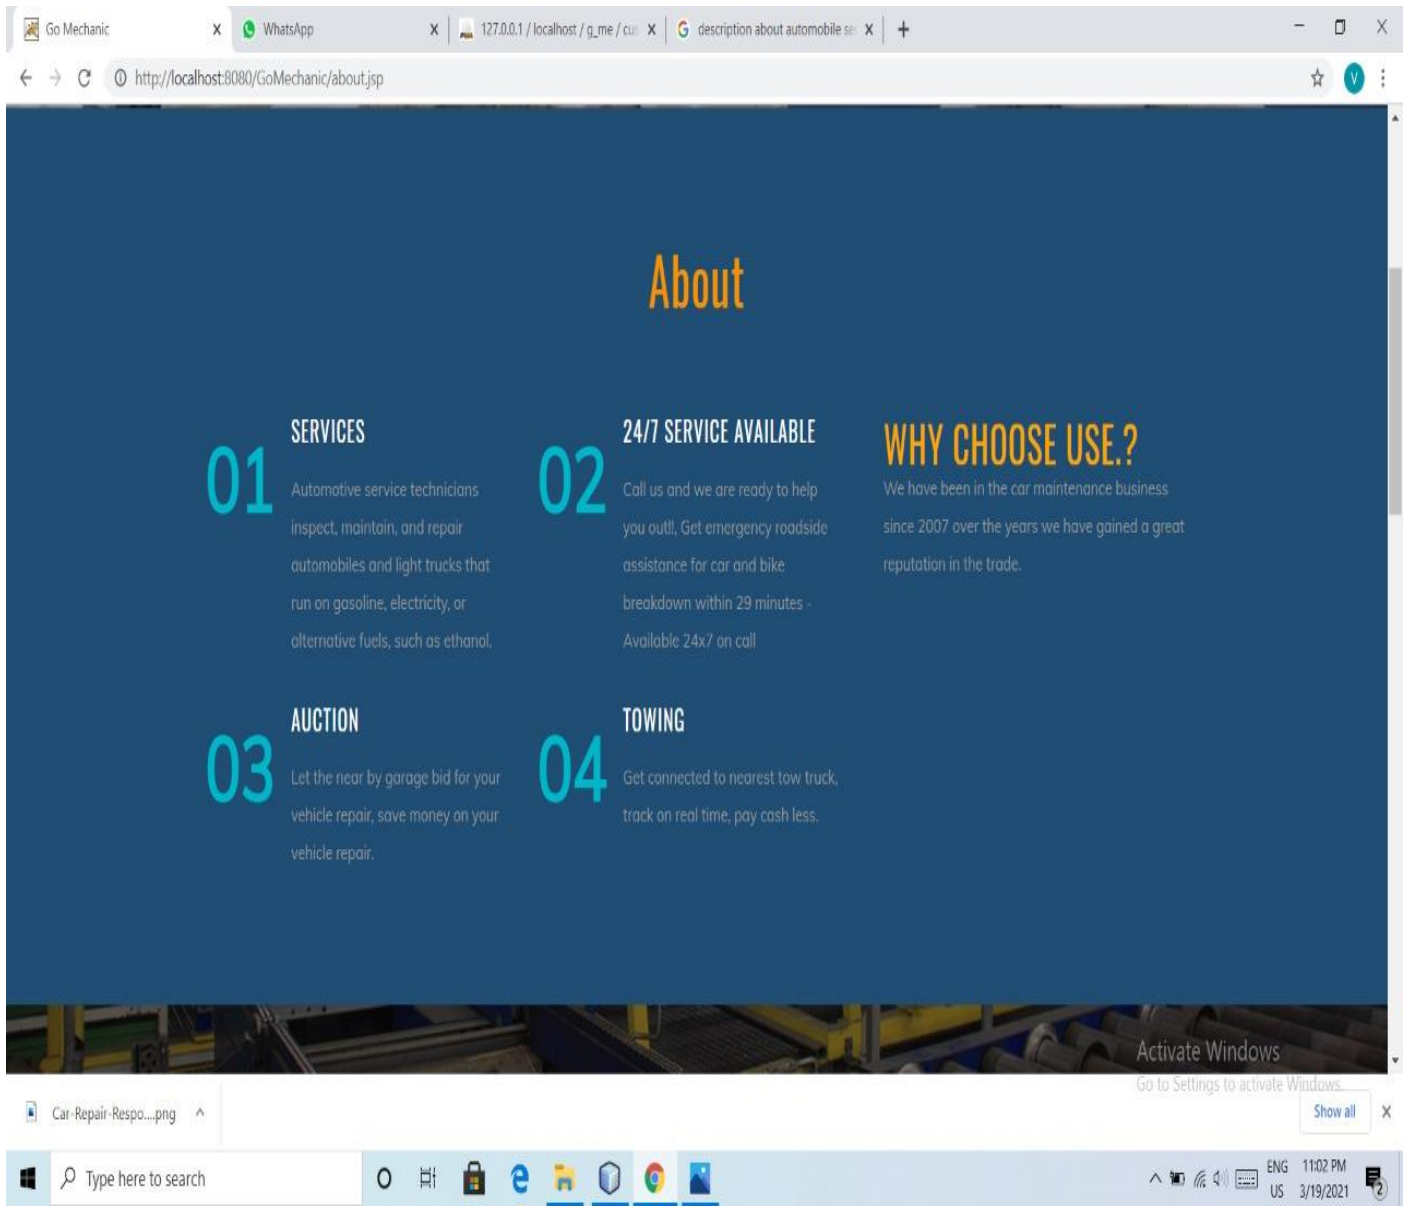 Go Mechanic
WhatsApp
127.0.0.1 / localhost / g_me / cu
description about automobile se
http://localhost:8080/GoMechanic/about.jsp
V
About
01
SERVICES
Automotive service technicians
inspect, maintain, and repair
automobiles and light trucks that
run on gasoline, electricity, or
alternative fuels, such as ethanol.
02
24/7 SERVICE AVAILABLE
Call us and we are ready to help
you out!!, Get emergency roadside
assistance for car and bike
breakdown within 29 minutes -
Available 24x7 on call
WHY CHOOSE USE.?
We have been in the car maintenance business
since 2007 over the years we have gained a great
reputation in the trade.
03
AUCTION
Let the near by garage bid for your
vehicle repair, save money on your
vehicle repair.
04
TOWING
Get connected to nearest tow truck,
track on real time, pay cash less.
Activate Windows
Go to Settings to activate Windows.
Car-Repair-Respo....png
Show all
Type here to search
ENG
US
11:02 PM
3/19/2021
2